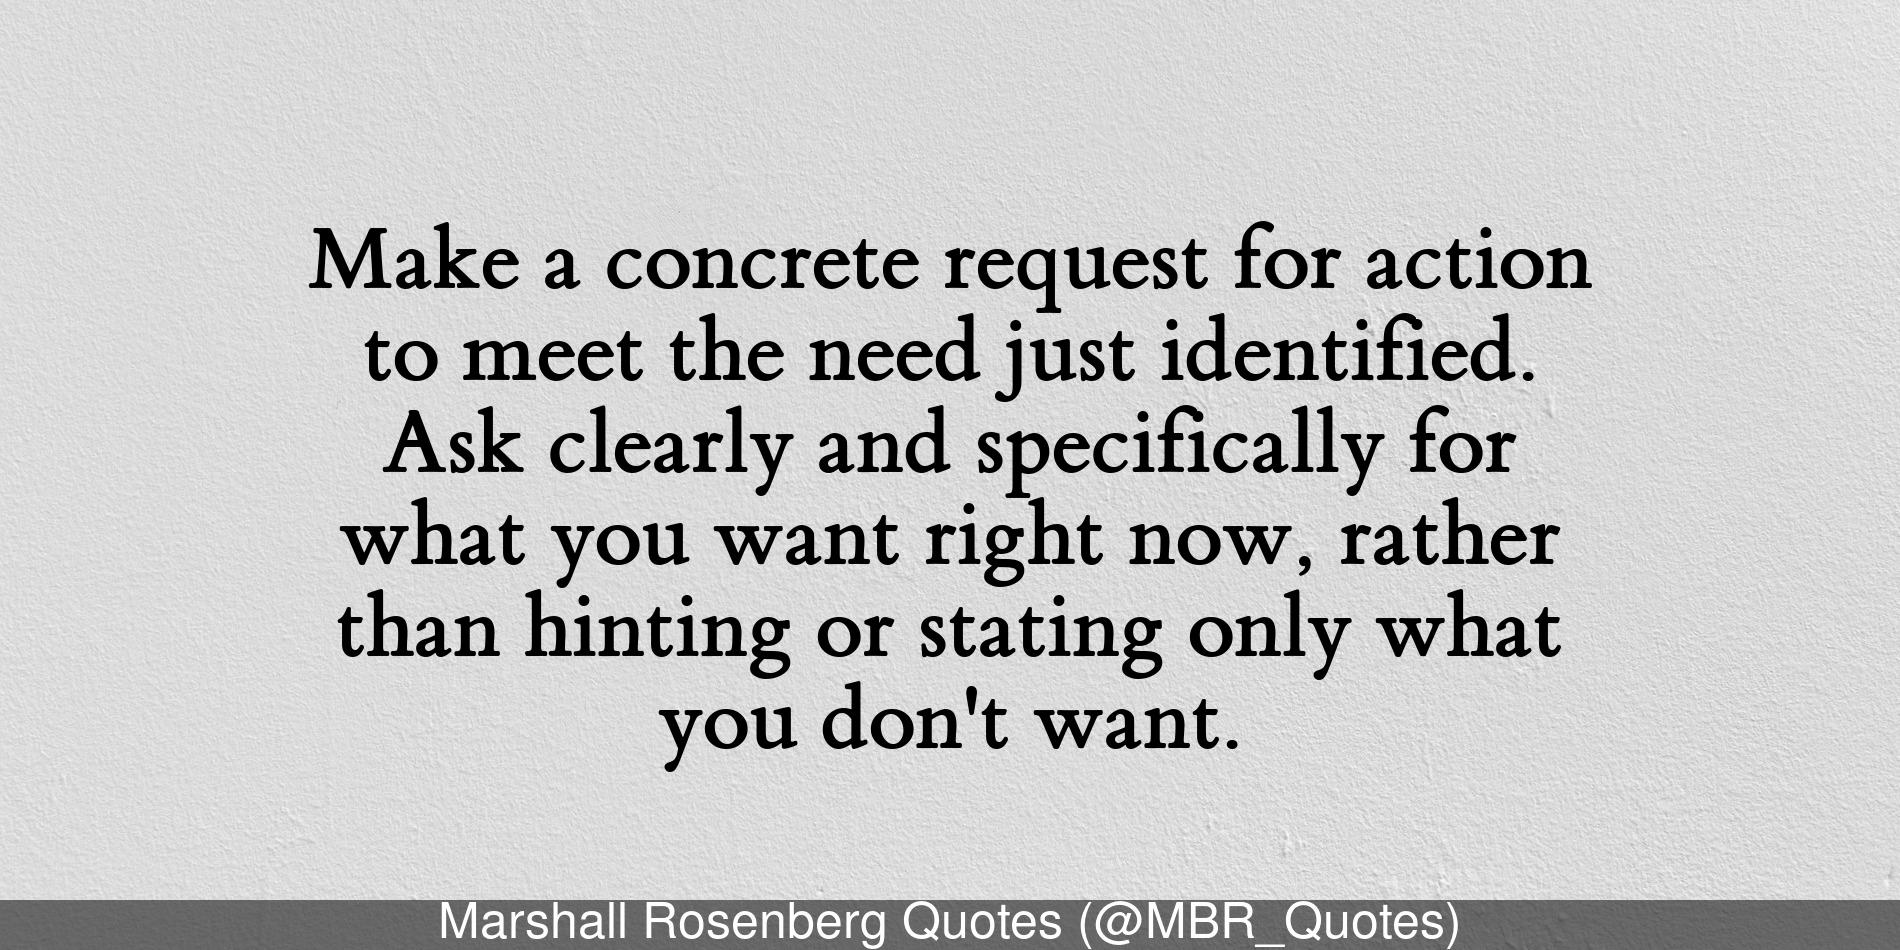 Make a concrete request for action
to meet the need just identified.
Ask clearly and specifically for
what you want right now, rather
than hinting or stating only what
you don't want.
Marshall Rosenberg Quotes (@MBR_Quotes)